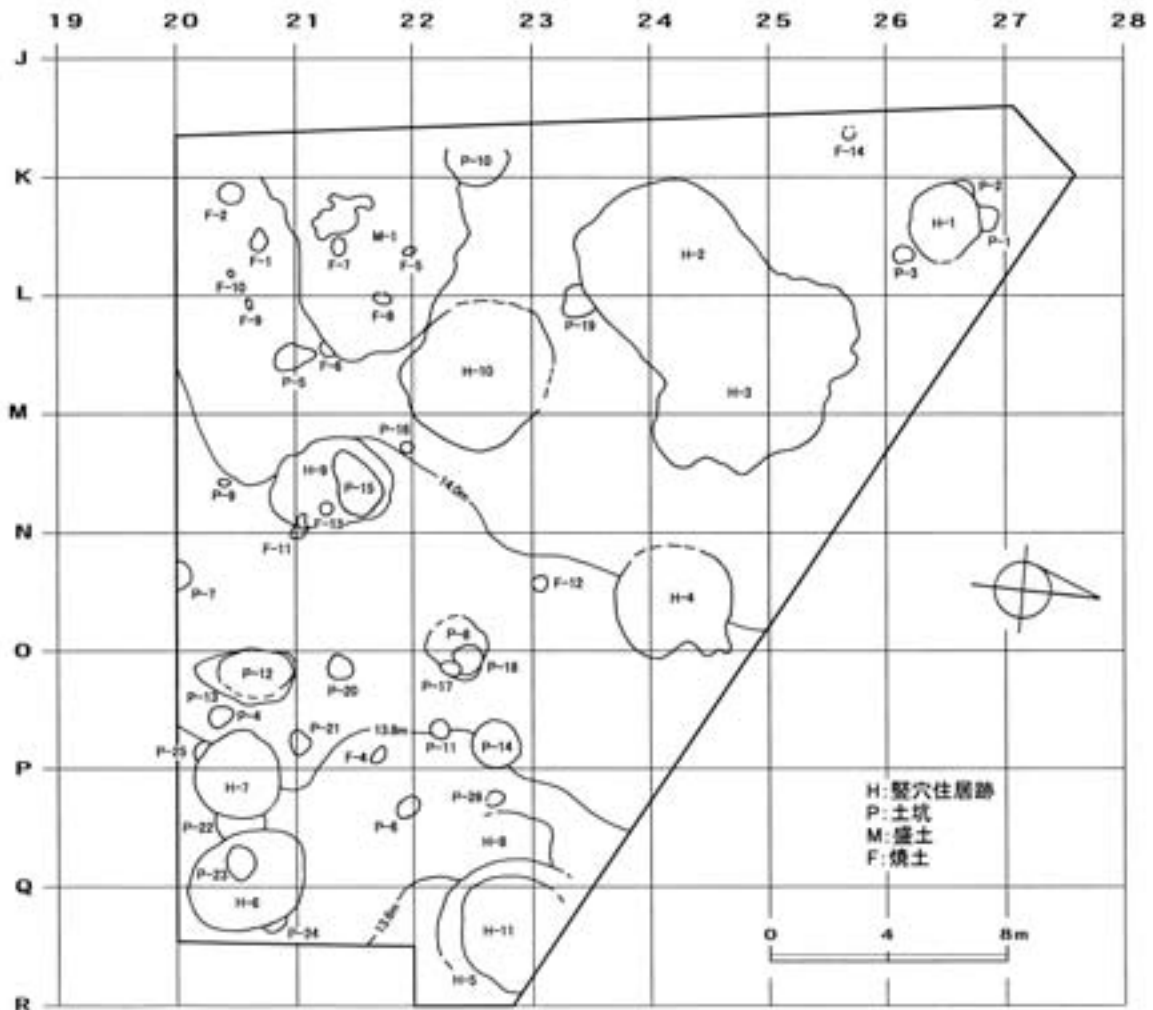 19 20 21 22 23 24 25 26 27 28
J
F-14
P-10
K
P-2
F-2
H-1
M-1
P-1
F-1
F-7
F-5
H-2
P-3
F-10
L
F-9
F-8
P-19
F-6
P-5
H-10
H-3
M
P-16
H-9
P-9
P-15
14.0m
F-13
N
F-11
P-7
F-12
H-4
P-8
O
P-12
P-18
P-13
P-20
P-17
P-4
P-21
13.8m
P-25
F-4
P-11
P-14
P
H-7
H:竪穴住居跡
P-26
P:土坑
P-6
P-22
M:盛土
H-8
F:焼土
P-23
Q
H-6
13.6m
P-24
H-11
0 4 8m
H-5
R